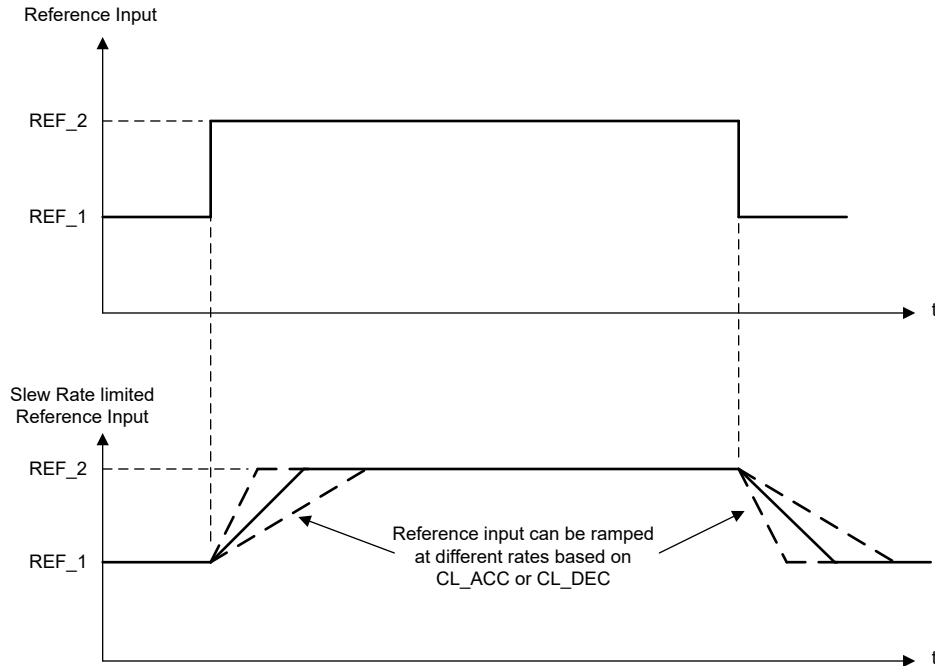 Reference Input
REF_2
REF_1
t
Slew Rate limited
Reference Input
REF_2
Reference input can be ramped
at different rates based on
CL_ACC or CL_DEC
REF_1
t